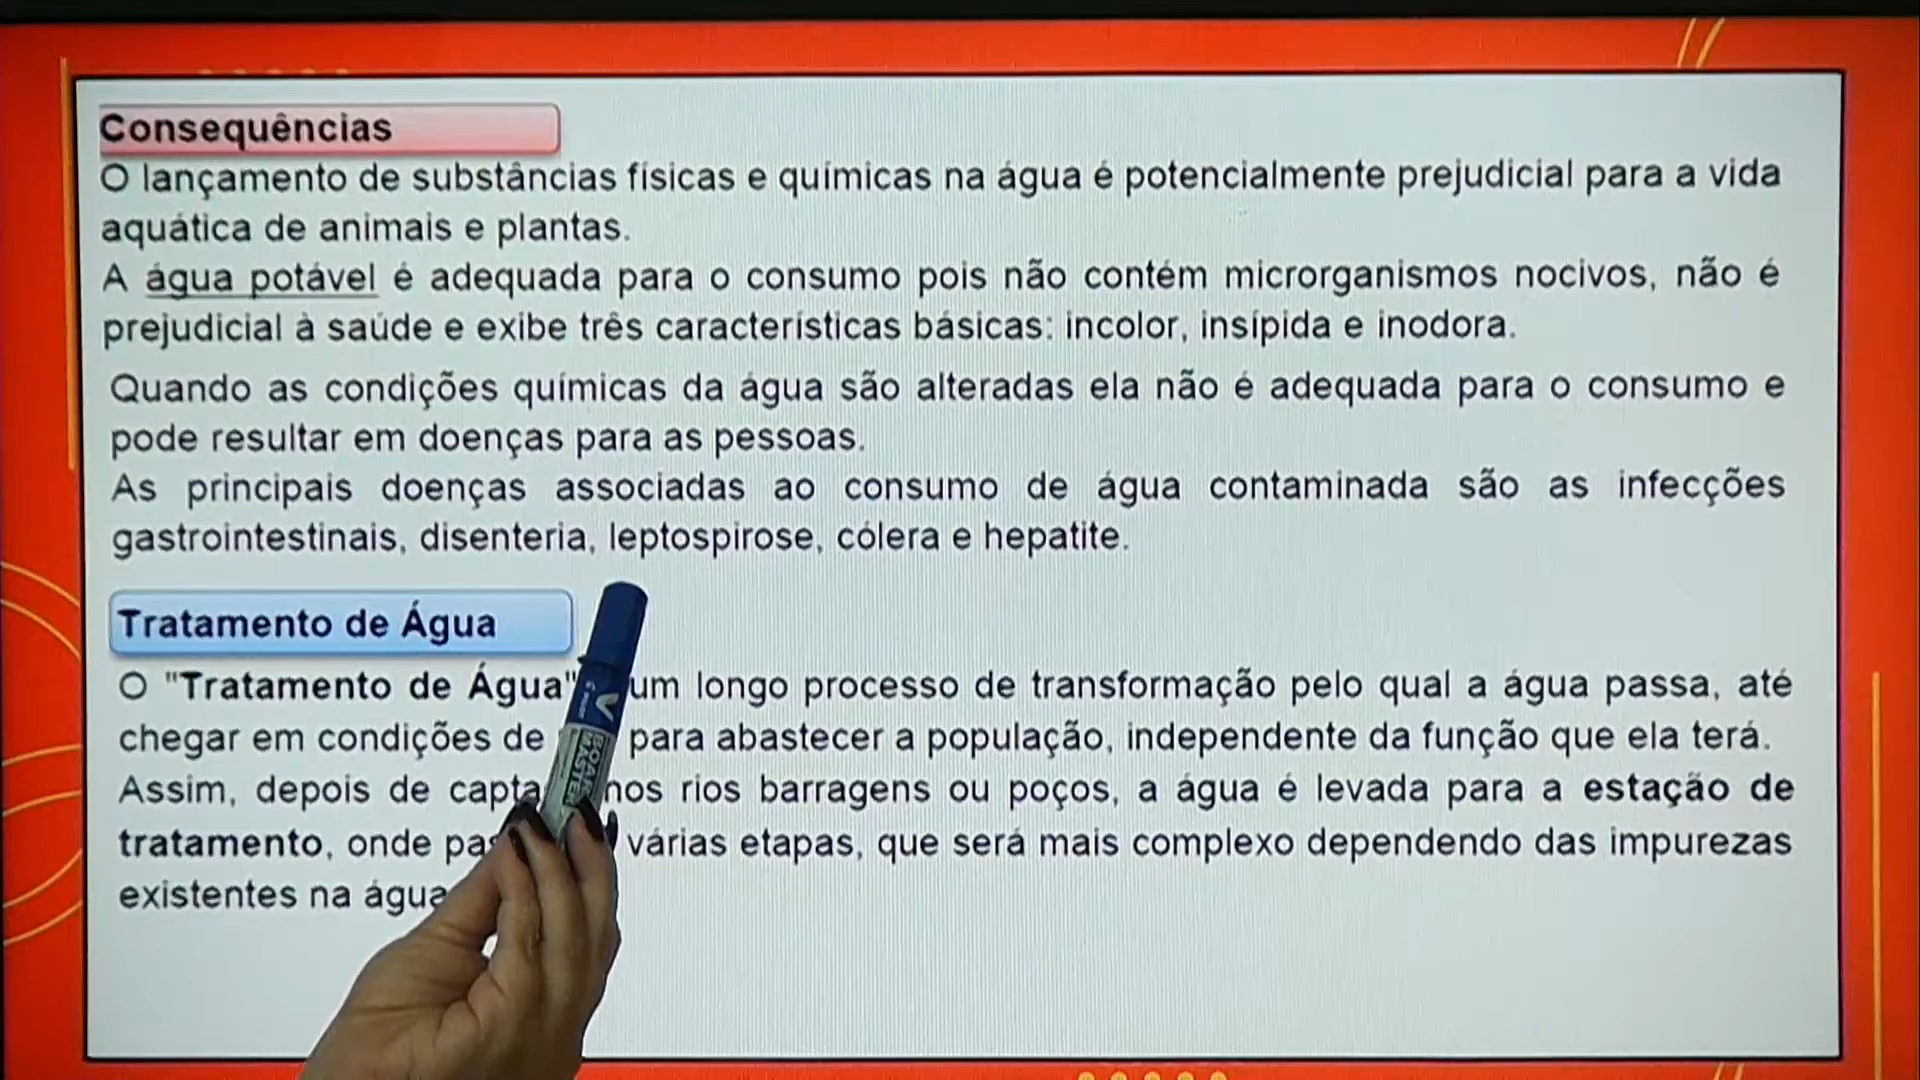 Consequências
O lançamento de substâncias físicas e químicas na água é potencialmente prejudicial para a vida
aquática de animais e plantas.
A água potável é adequada para o consumo pois não contém microrganismos nocivos, não é
prejudicial à saúde e exibe três características básicas: incolor, insípida e inodora.
Quando as condições químicas da água são alteradas ela não é adequada para o consumo e
pode resultar em doenças para as pessoas.
As principais doenças associadas ao consumo de água contaminada são as infecções
gastrointestinais, disenteria, leptospirose, cólera e hepatite.
Tratamento de Água
O "Tratamento de Água" um longo processo de transformação pelo qual a água passa, até
chegar em condições de para abastecer a população, independente da função que ela terá.
Assim, depois de nos rios barragens ou poços, a água é levada para a estação de
tratamento, onde várias etapas, que será mais complexo dependendo das impurezas
existentes na água
V
BOARD
MASTER